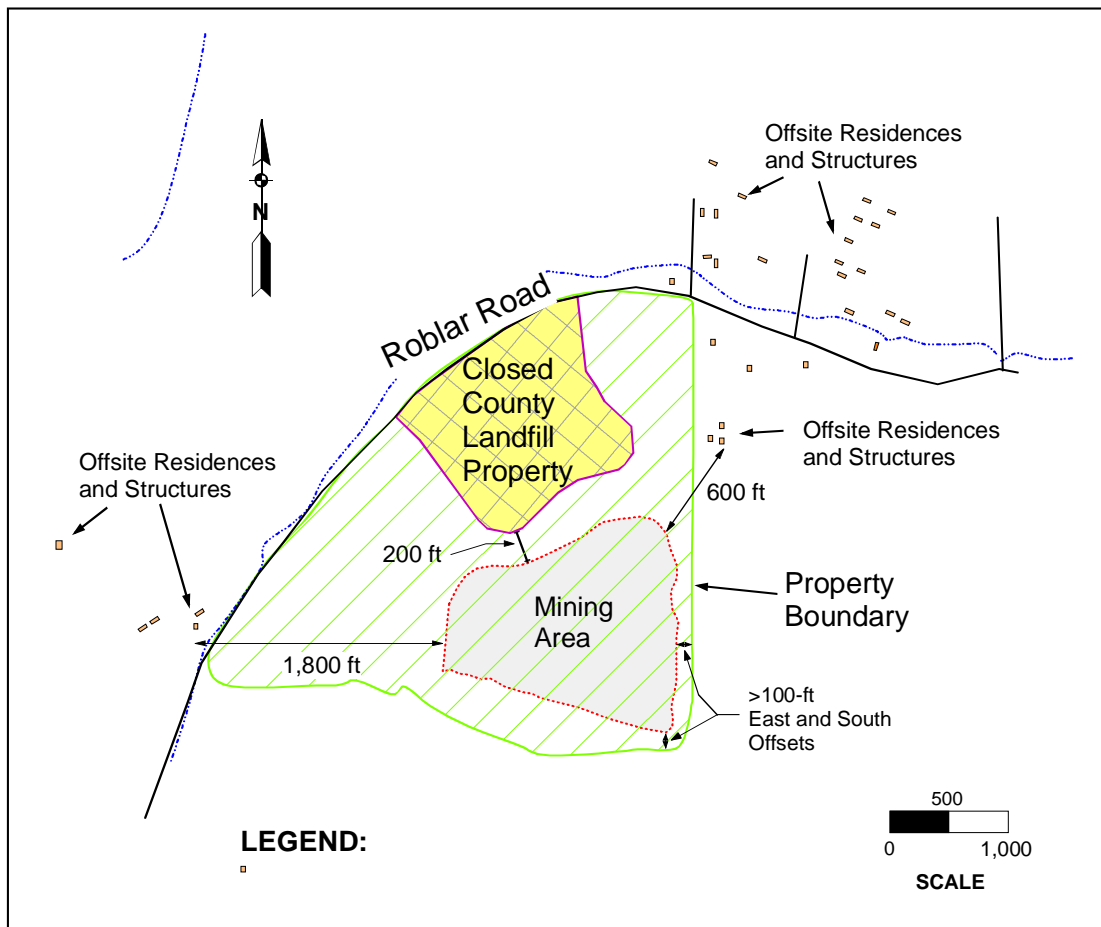 Offsite Residences
and Structures
N
Roblar Road
Closed
County
Landfill
Property
Offsite Residences
and Structures
Offsite Residences
and Structures
600 ft
200 ft
Mining
Area
Property
Boundary
1,800 ft
>100-ft
East and South
Offsets
500
0 1,000
SCALE
LEGEND: